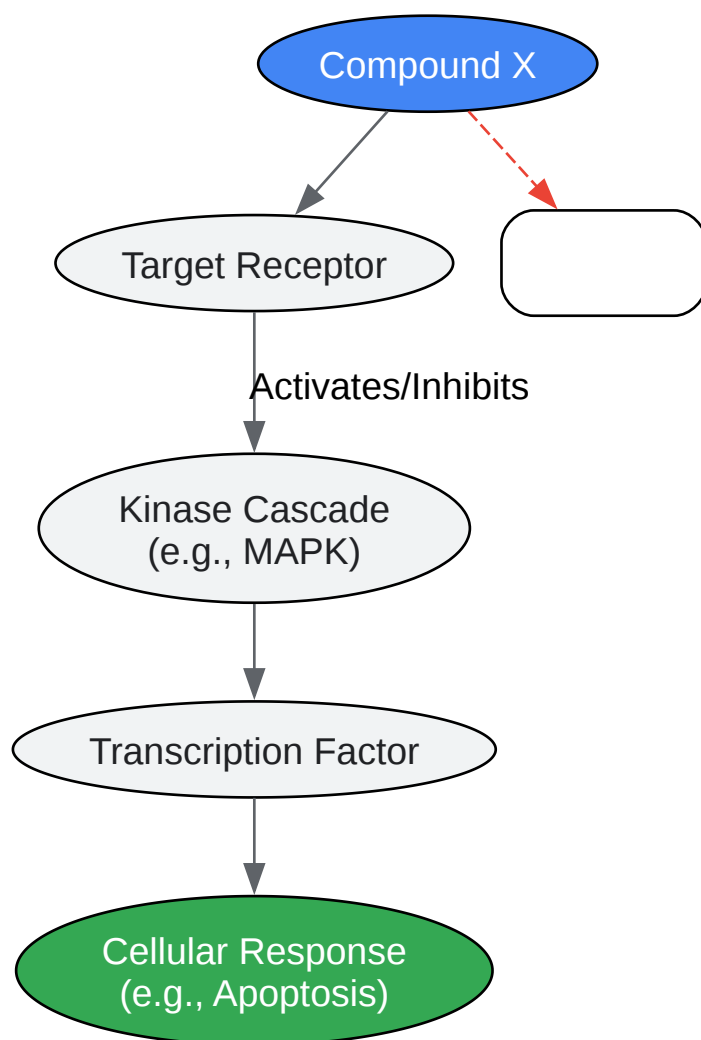 Compound X
Target Receptor
Activates/Inhibits
Kinase Cascade
(e.g., MAPK)
Transcription Factor
Cellular Response
(e.g., Apoptosis)